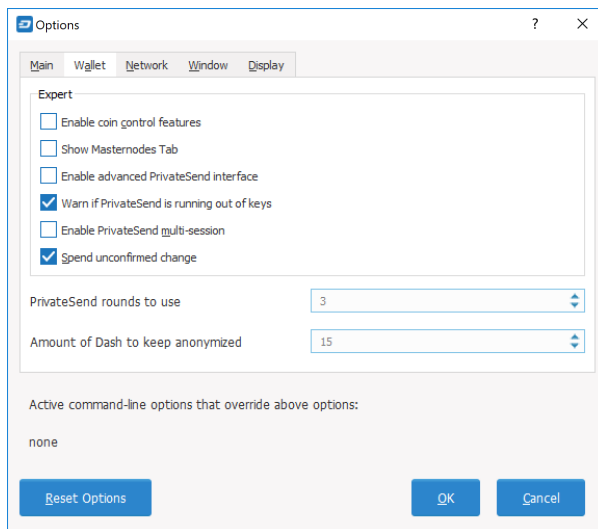 Options
?
Main Wallet Network Window Display
Expert
Enable coin control features
Show Masternodes Tab
Enable advanced PrivateSend interface
Warn if PrivateSend is running out of keys
Enable PrivateSend multi-session
Spend unconfirmed change
PrivateSend rounds to use 3
Amount of Dash to keep anonymized 15
Active command-line options that override above options:
none
Reset Options OK Cancel